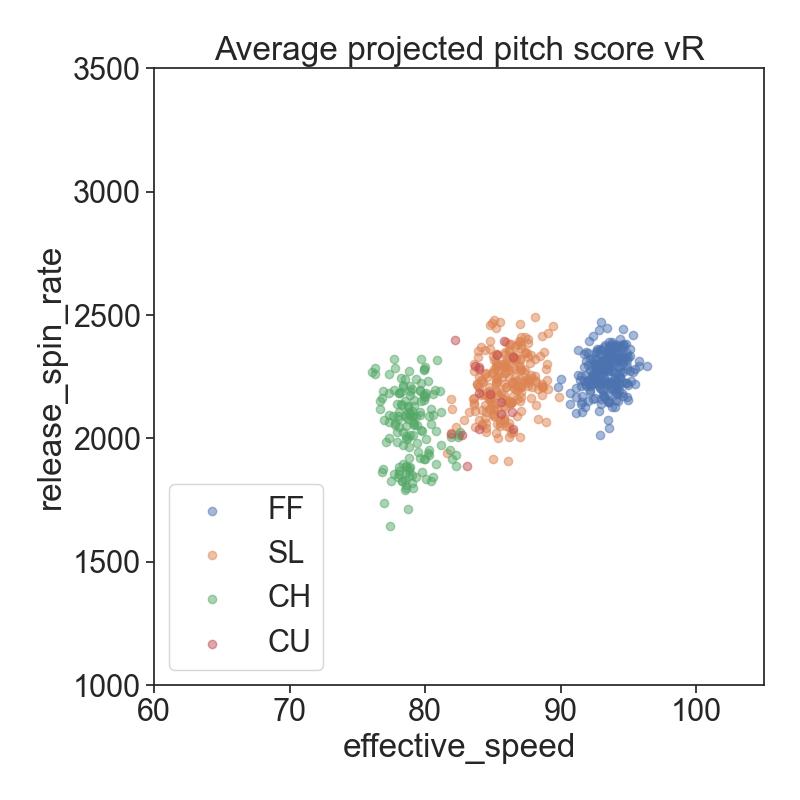 Average projected pitch score vR
3500
3000
2500
2000
1500
1000
release_spin_rate
FF
SL
CH
CU
60 70 80 90 100
effective_speed